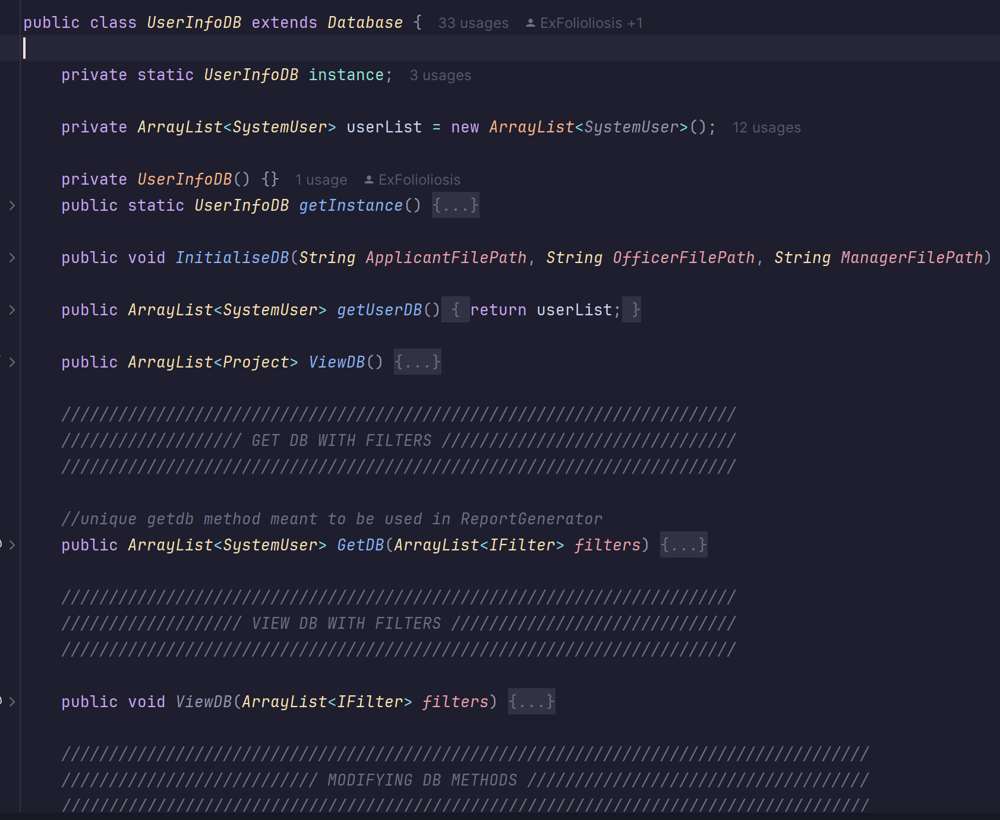 public class UserInfoDB extends Database {  33 usages  ExFolioliosis +1
private static UserInfoDB instance;  3 usages
private ArrayList<SystemUser> userList = new ArrayList<SystemUser>();  12 usages
private UserInfoDB() {}  1 usage  ExFolioliosis
public static UserInfoDB getInstance() {...}
public void InitialiseDB(String ApplicantFilePath, String OfficerFilePath, String ManagerFilePath)
public ArrayList<SystemUser> getUserDB() { return userList; }
public ArrayList<Project> ViewDB() {...}
///////////////////////////////////////////////////////////////////////
/////////////////// GET DB WITH FILTERS ///////////////////////////////
///////////////////////////////////////////////////////////////////////
//unique getdb method meant to be used in ReportGenerator
public ArrayList<SystemUser> GetDB(ArrayList<IFilter> filters) {...}
///////////////////////////////////////////////////////////////////////
/////////////////// VIEW DB WITH FILTERS //////////////////////////////
///////////////////////////////////////////////////////////////////////
public void ViewDB(ArrayList<IFilter> filters) {...}
/////////////////////////////////////////////////////////////////////////////////////
/////////////////////////// MODIFYING DB METHODS ////////////////////////////////////
/////////////////////////////////////////////////////////////////////////////////////